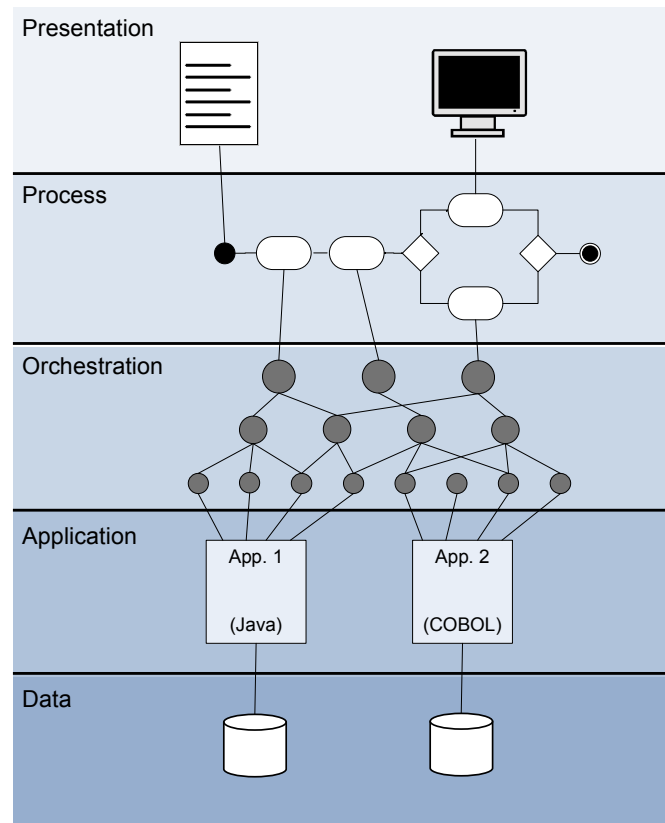 Presentation
Process
Orchestration
Application
App. 1
(Java)
App. 2
(COBOL)
Data